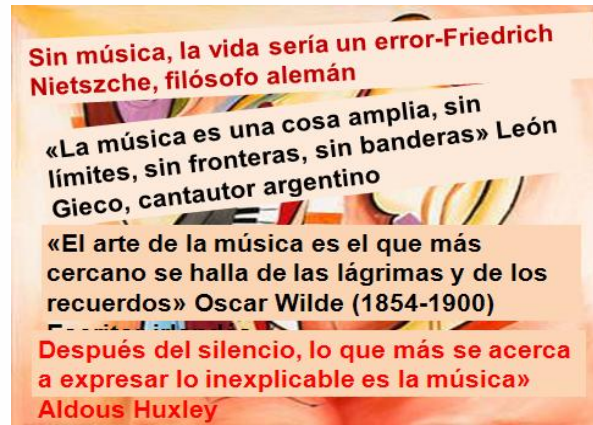 Sin música, la vida sería un error-Friedrich
Nietszche, filósofo alemán
«La música es una cosa amplia, sin
límites, sin fronteras, sin banderas» León
Gieco, cantautor argentino
«El arte de la música es el que más
cercano se halla de las lágrimas y de los
recuerdos» Oscar Wilde (1854-1900)
Después del silencio, lo que más se acerca
a expresar lo inexplicable es la música»
Aldous Huxley